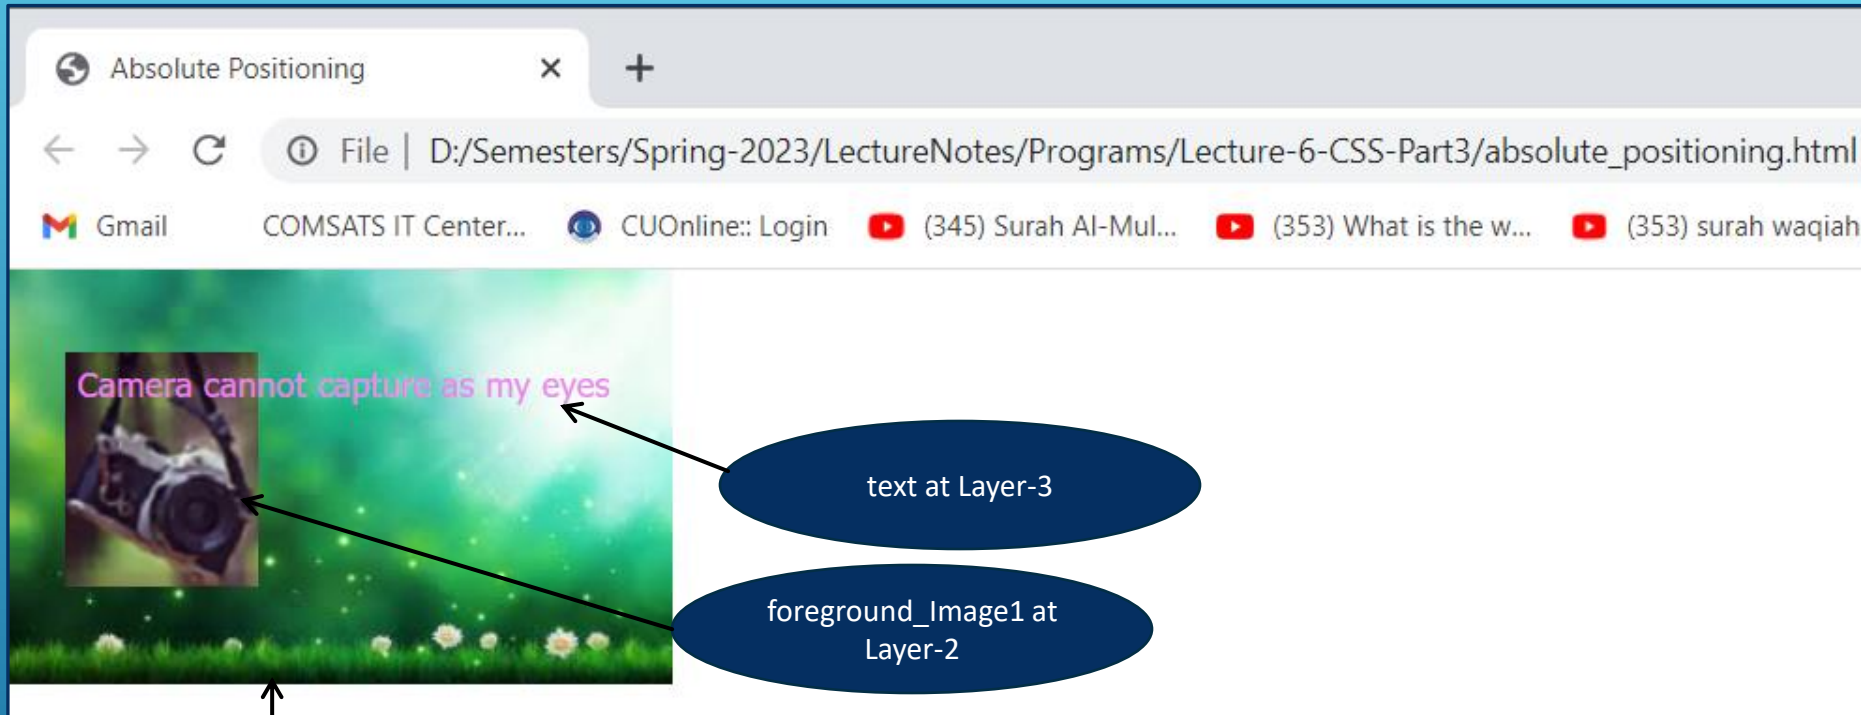 Absolute Positioning
File | D:/Semesters/Spring-2023/LectureNotes/Programs/Lecture-6-CSS-Part3/absolute_positioning.html
Gmail COMSATS IT Center... CUOnline:: Login (345) Surah Al-Mul... (353) What is the w... (353) surah waqiah
Camera cannot capture as my eyes
text at Layer-3
foreground_Image1 at
Layer-2